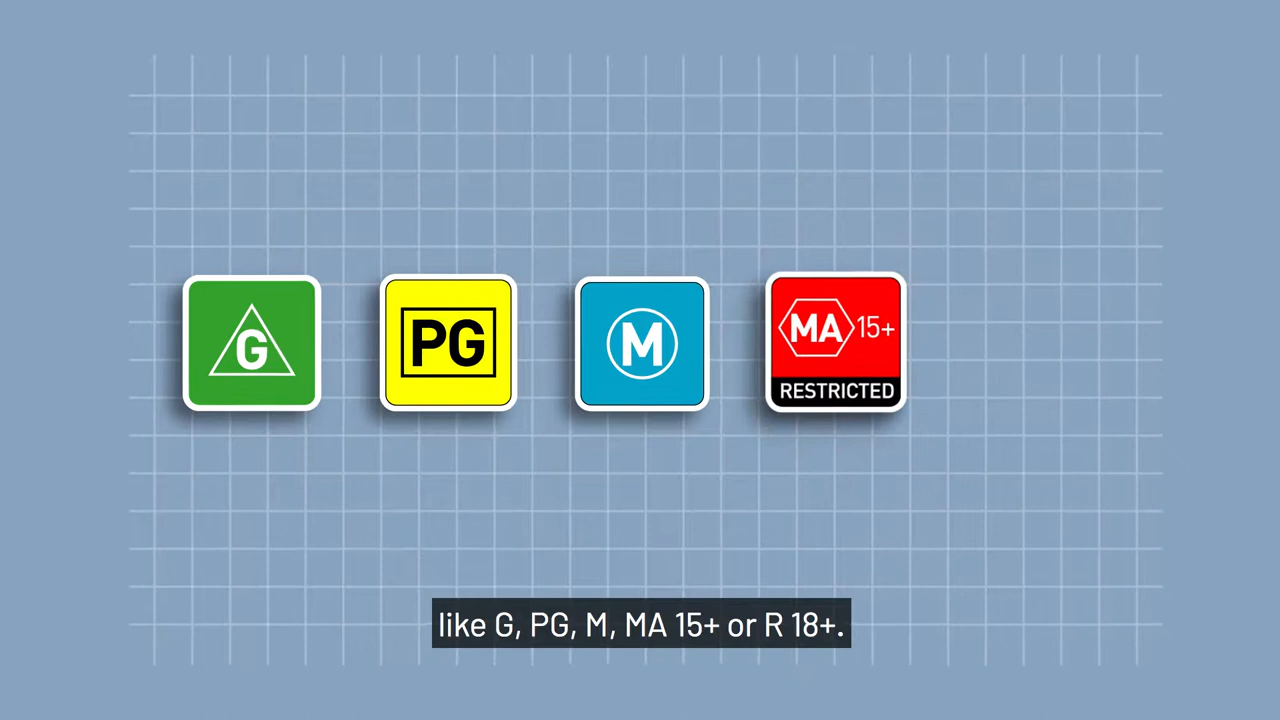 G
PG
M
MA 15+
RESTRICTED
like G, PG, M, MA 15+ or R 18+.